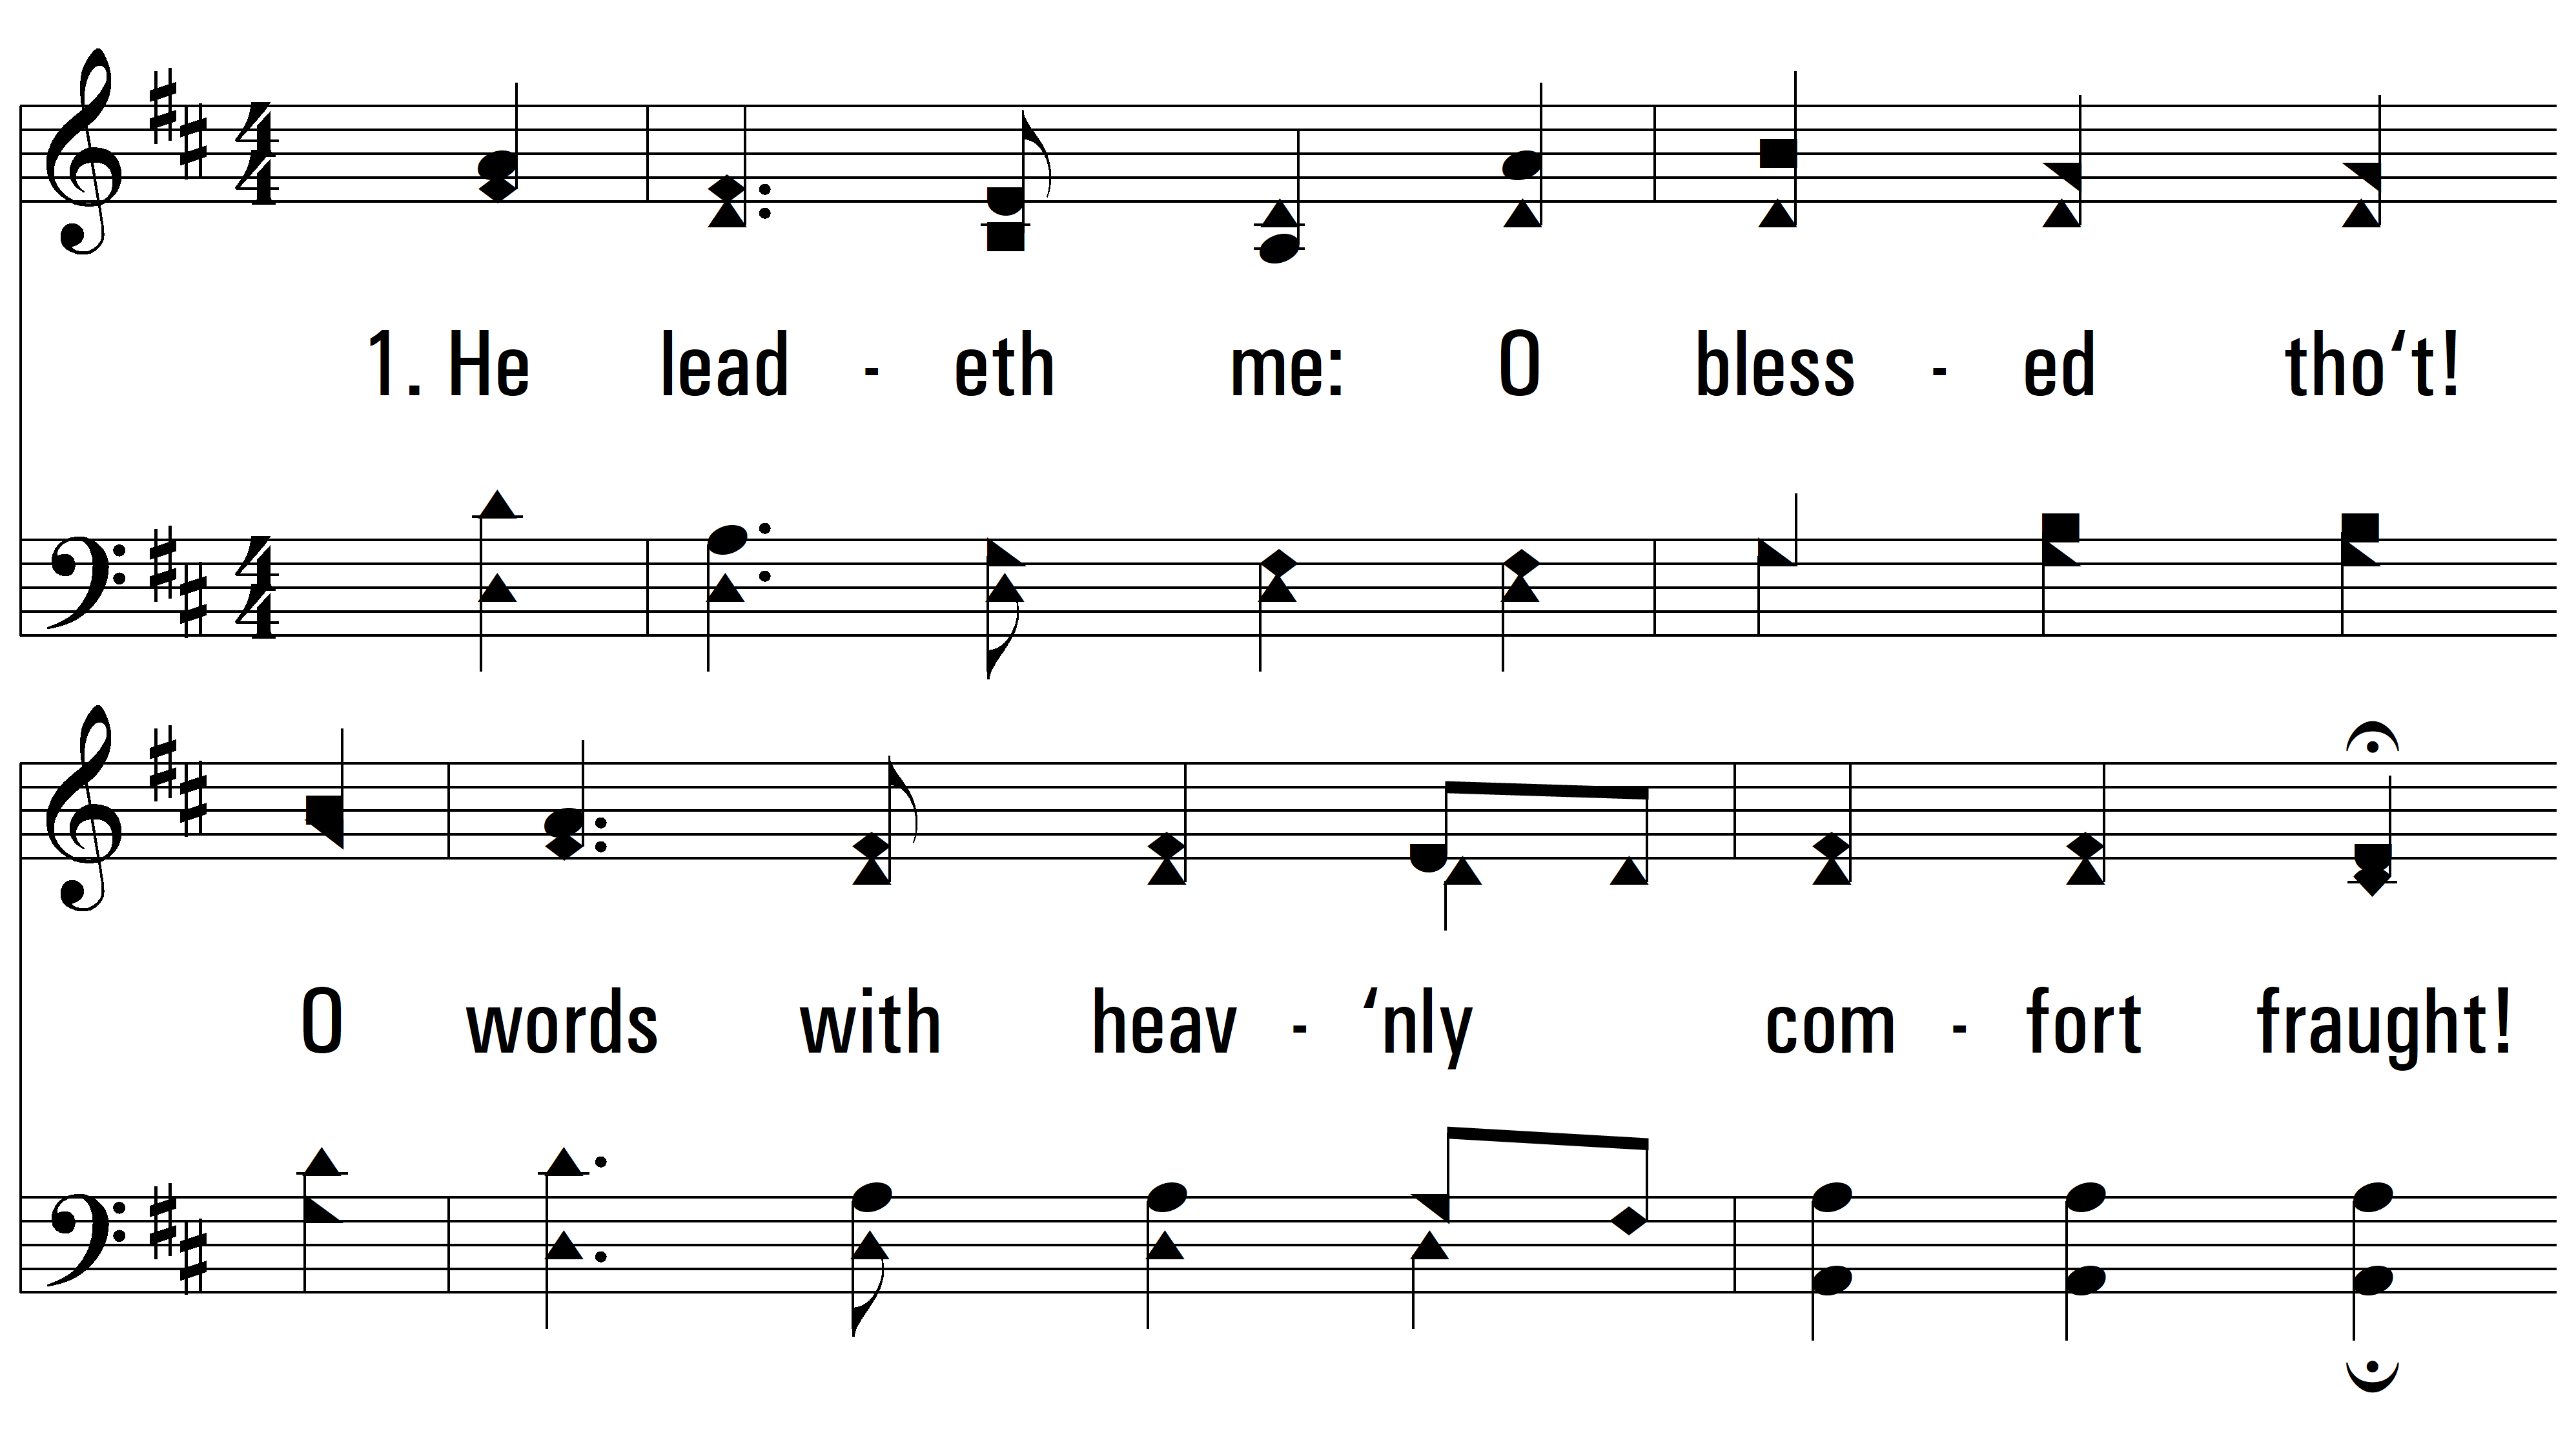 1. He lead - eth me: O bless - ed tho‘t!
O words with heav - ‘nly com - fort fraught!